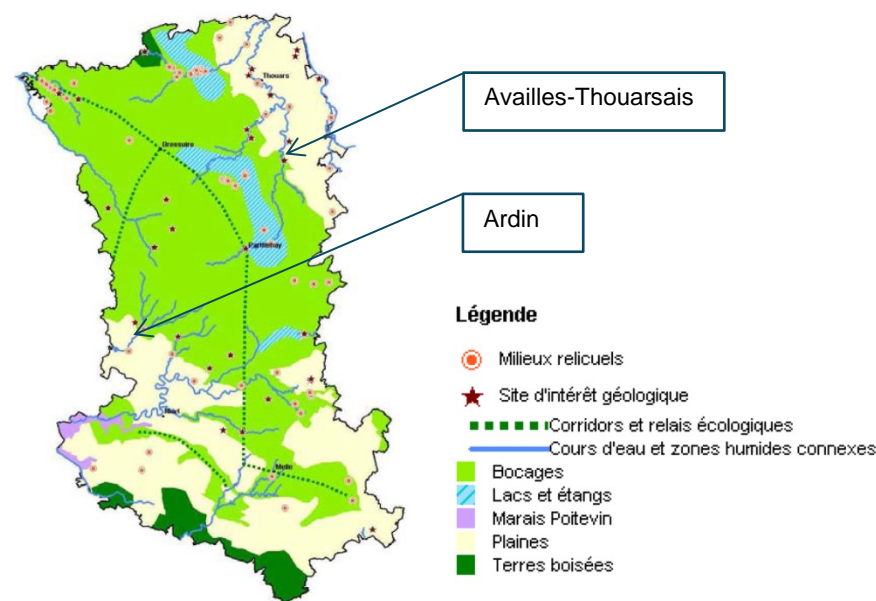 Thouars
Availles-Thouarsais
Bressuire
Ardin
Parthenay
Niort
Melle
Légende
Milieux relicuels
Site d'intérêt géologique
Corridors et relais écologiques
Cours d'eau et zones humides connexes
Bocages
Lacs et étangs
Marais Poitevin
Plaines
Terres boisées